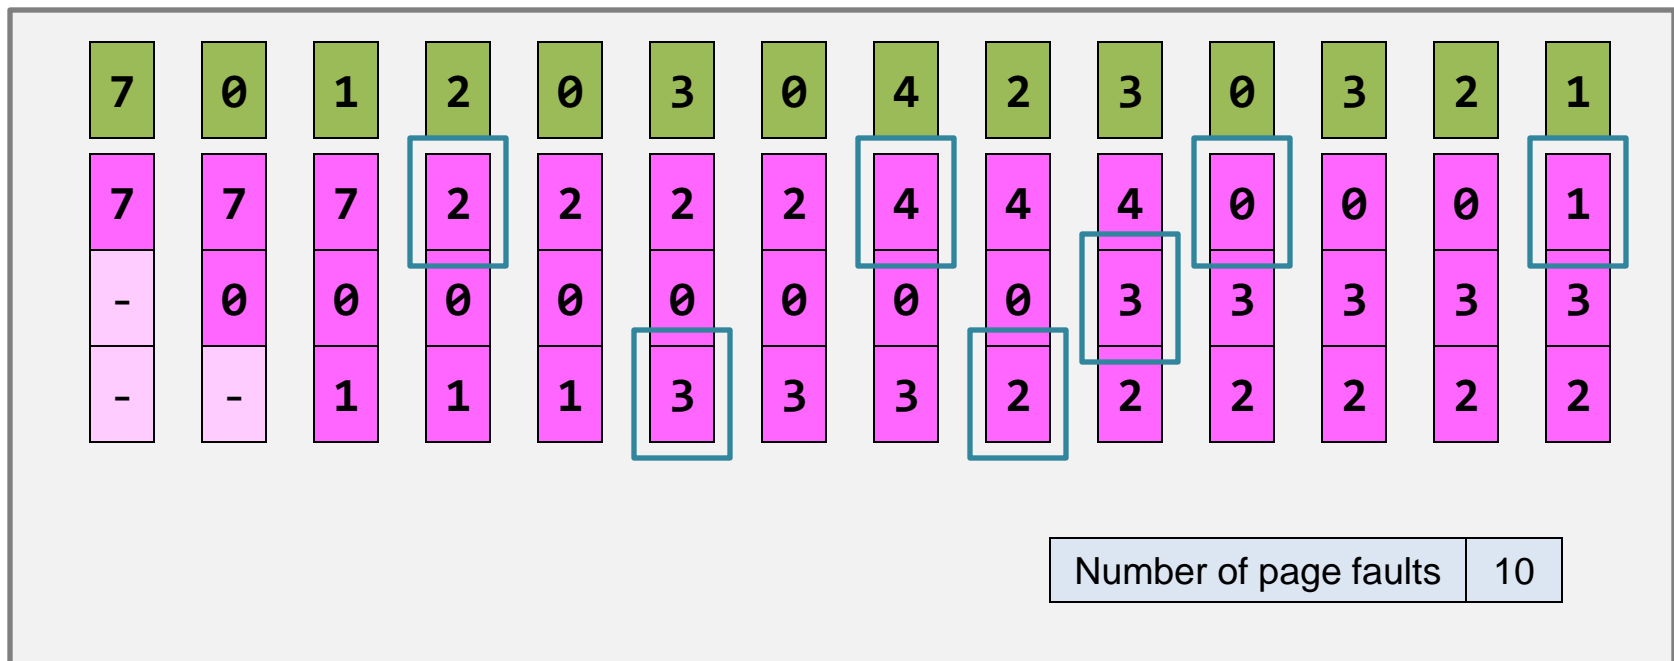 7 0 1 2 0 3 0 4 2 3 0 3 2 1
7 7 7 2 2 2 2 4 4 4 0 0 0 1
- 0 0 0 0 0 0 0 0 3 3 3 3 3
- - 1 1 1 3 3 3 2 2 2 2 2 2
Number of page faults 10